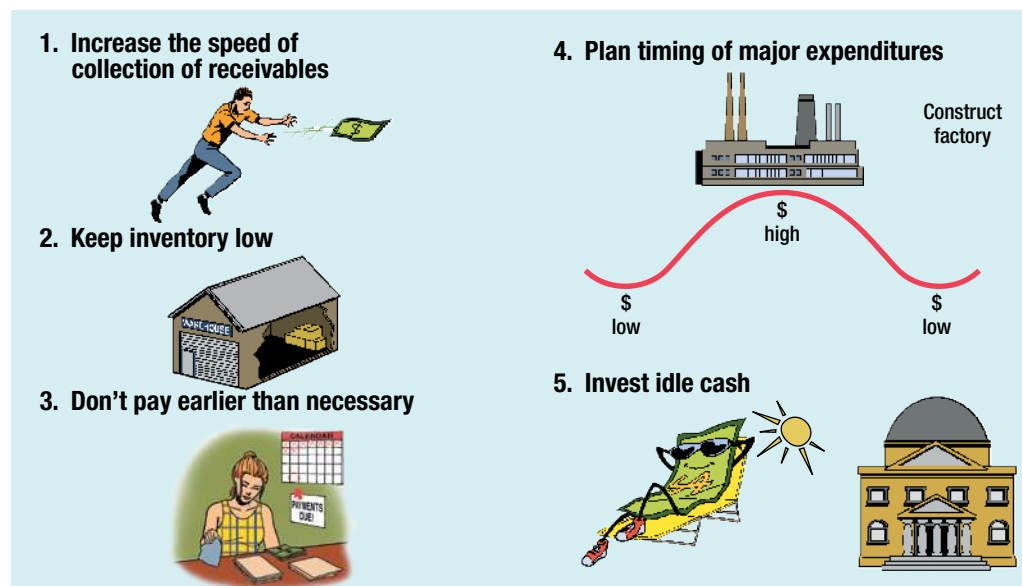 1. Increase the speed of
collection of receivables
$
2. Keep inventory low
WAREHOUSE
3. Don’t pay earlier than necessary
CALENDAR
PAYMENTS
DUE!
4. Plan timing of major expenditures
Construct
factory
$
high
$
low
$
low
5. Invest idle cash